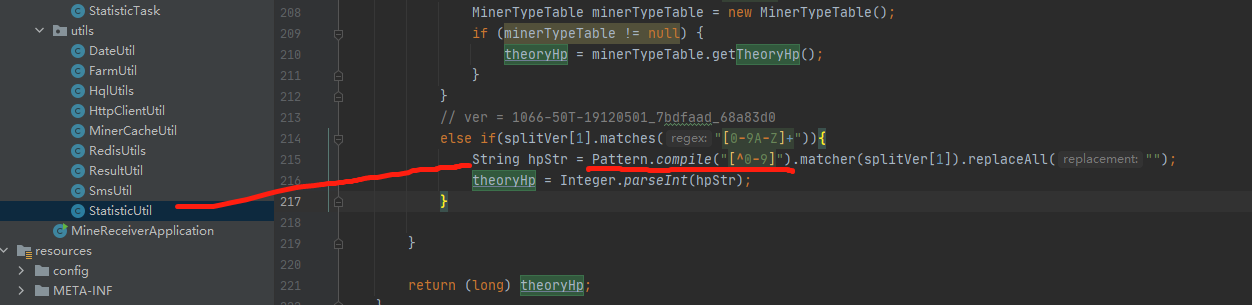 StatisticTask
utils
DateUtil
FarmUtil
HqlUtils
HttpClientUtil
MinerCacheUtil
RedisUtils
ResultUtil
SmsUtil
StatisticUtil
MineReceiverApplication
resources
config
META-INF
208 MinerTypeTable minerTypeTable = new MinerTypeTable();
209 if (minerTypeTable != null) {
210 theoryHp = minerTypeTable.getTheoryHp();
211 }
212 }
213 // ver = 1066-50T-19120501_7bdfaad_68a83d0
214 else if(splitVer[1].matches( regex: "[0-9A-Z]+")){
215 String hpStr = Pattern.compile("[^0-9]").matcher(splitVer[1]).replaceAll( replacement: "");
216 theoryHp = Integer.parseInt(hpStr);
217 }
218
219 }
220
221 return (long) theoryHp;